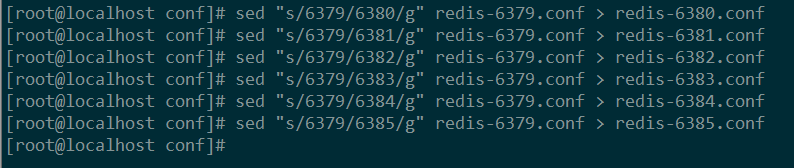 [root@localhost conf]# sed "s/6379/6380/g" redis-6379.conf > redis-6380.conf
[root@localhost conf]# sed "s/6379/6381/g" redis-6379.conf > redis-6381.conf
[root@localhost conf]# sed "s/6379/6382/g" redis-6379.conf > redis-6382.conf
[root@localhost conf]# sed "s/6379/6383/g" redis-6379.conf > redis-6383.conf
[root@localhost conf]# sed "s/6379/6384/g" redis-6379.conf > redis-6384.conf
[root@localhost conf]# sed "s/6379/6385/g" redis-6379.conf > redis-6385.conf
[root@localhost conf]#